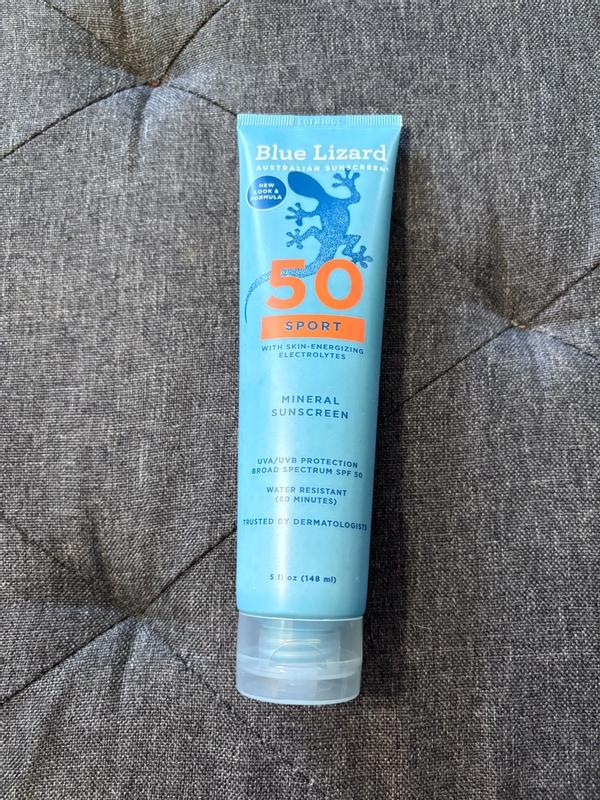 Blue Lizard
AUSTRALIAN SUNSCREEN
NEW
LOOK &
FORMULA
50
SPORT
WITH SKIN-ENERGIZING
ELECTROLYTES
MINERAL
SUNSCREEN
UVA/UVB PROTECTION
BROAD SPECTRUM SPF 50
WATER RESISTANT
(80 MINUTES)
TRUSTED BY DERMATOLOGISTS
5 fl oz (148 ml)